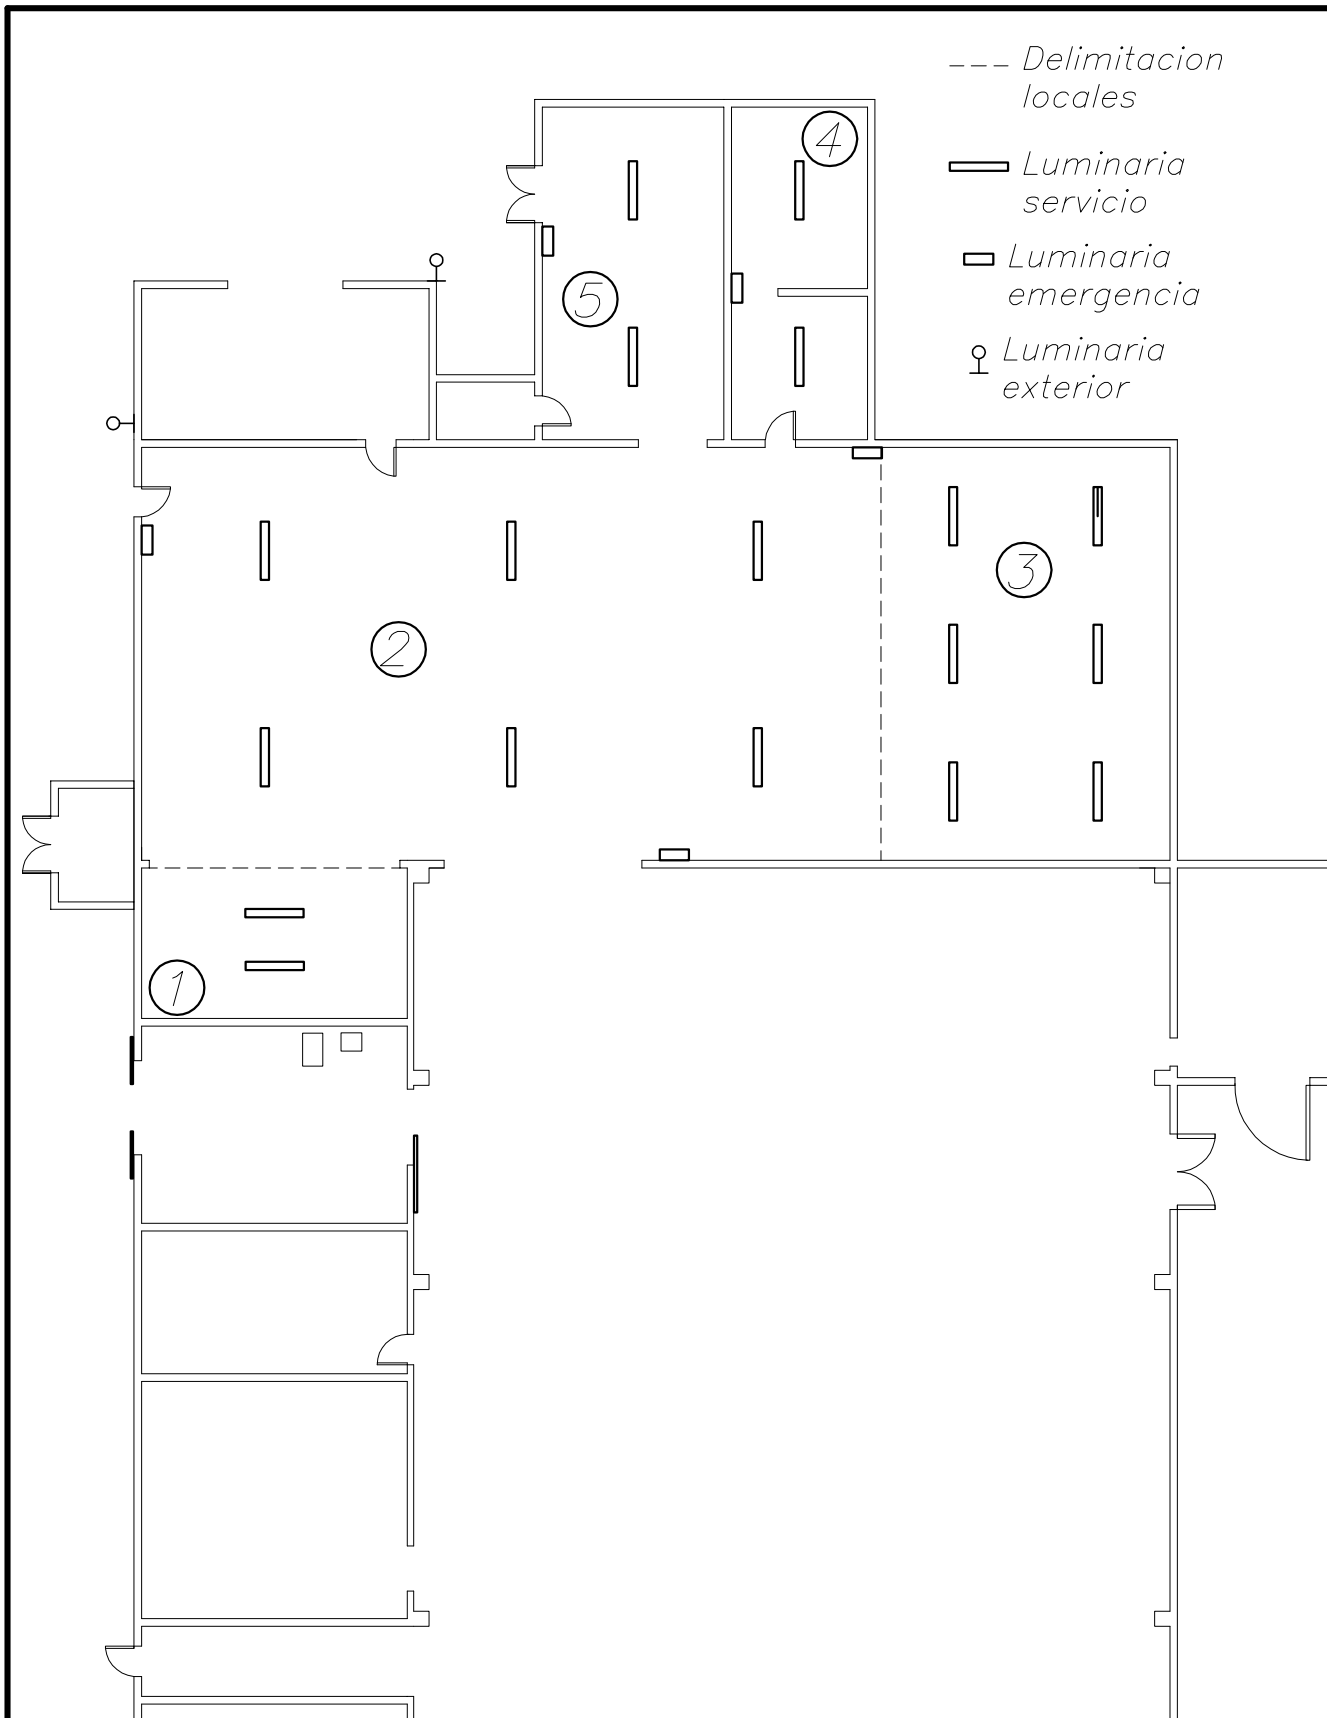 Delimitacion
locales
4
Luminaria
servicio
Luminaria
emergencia
5
Luminaria
exterior
3
2
1